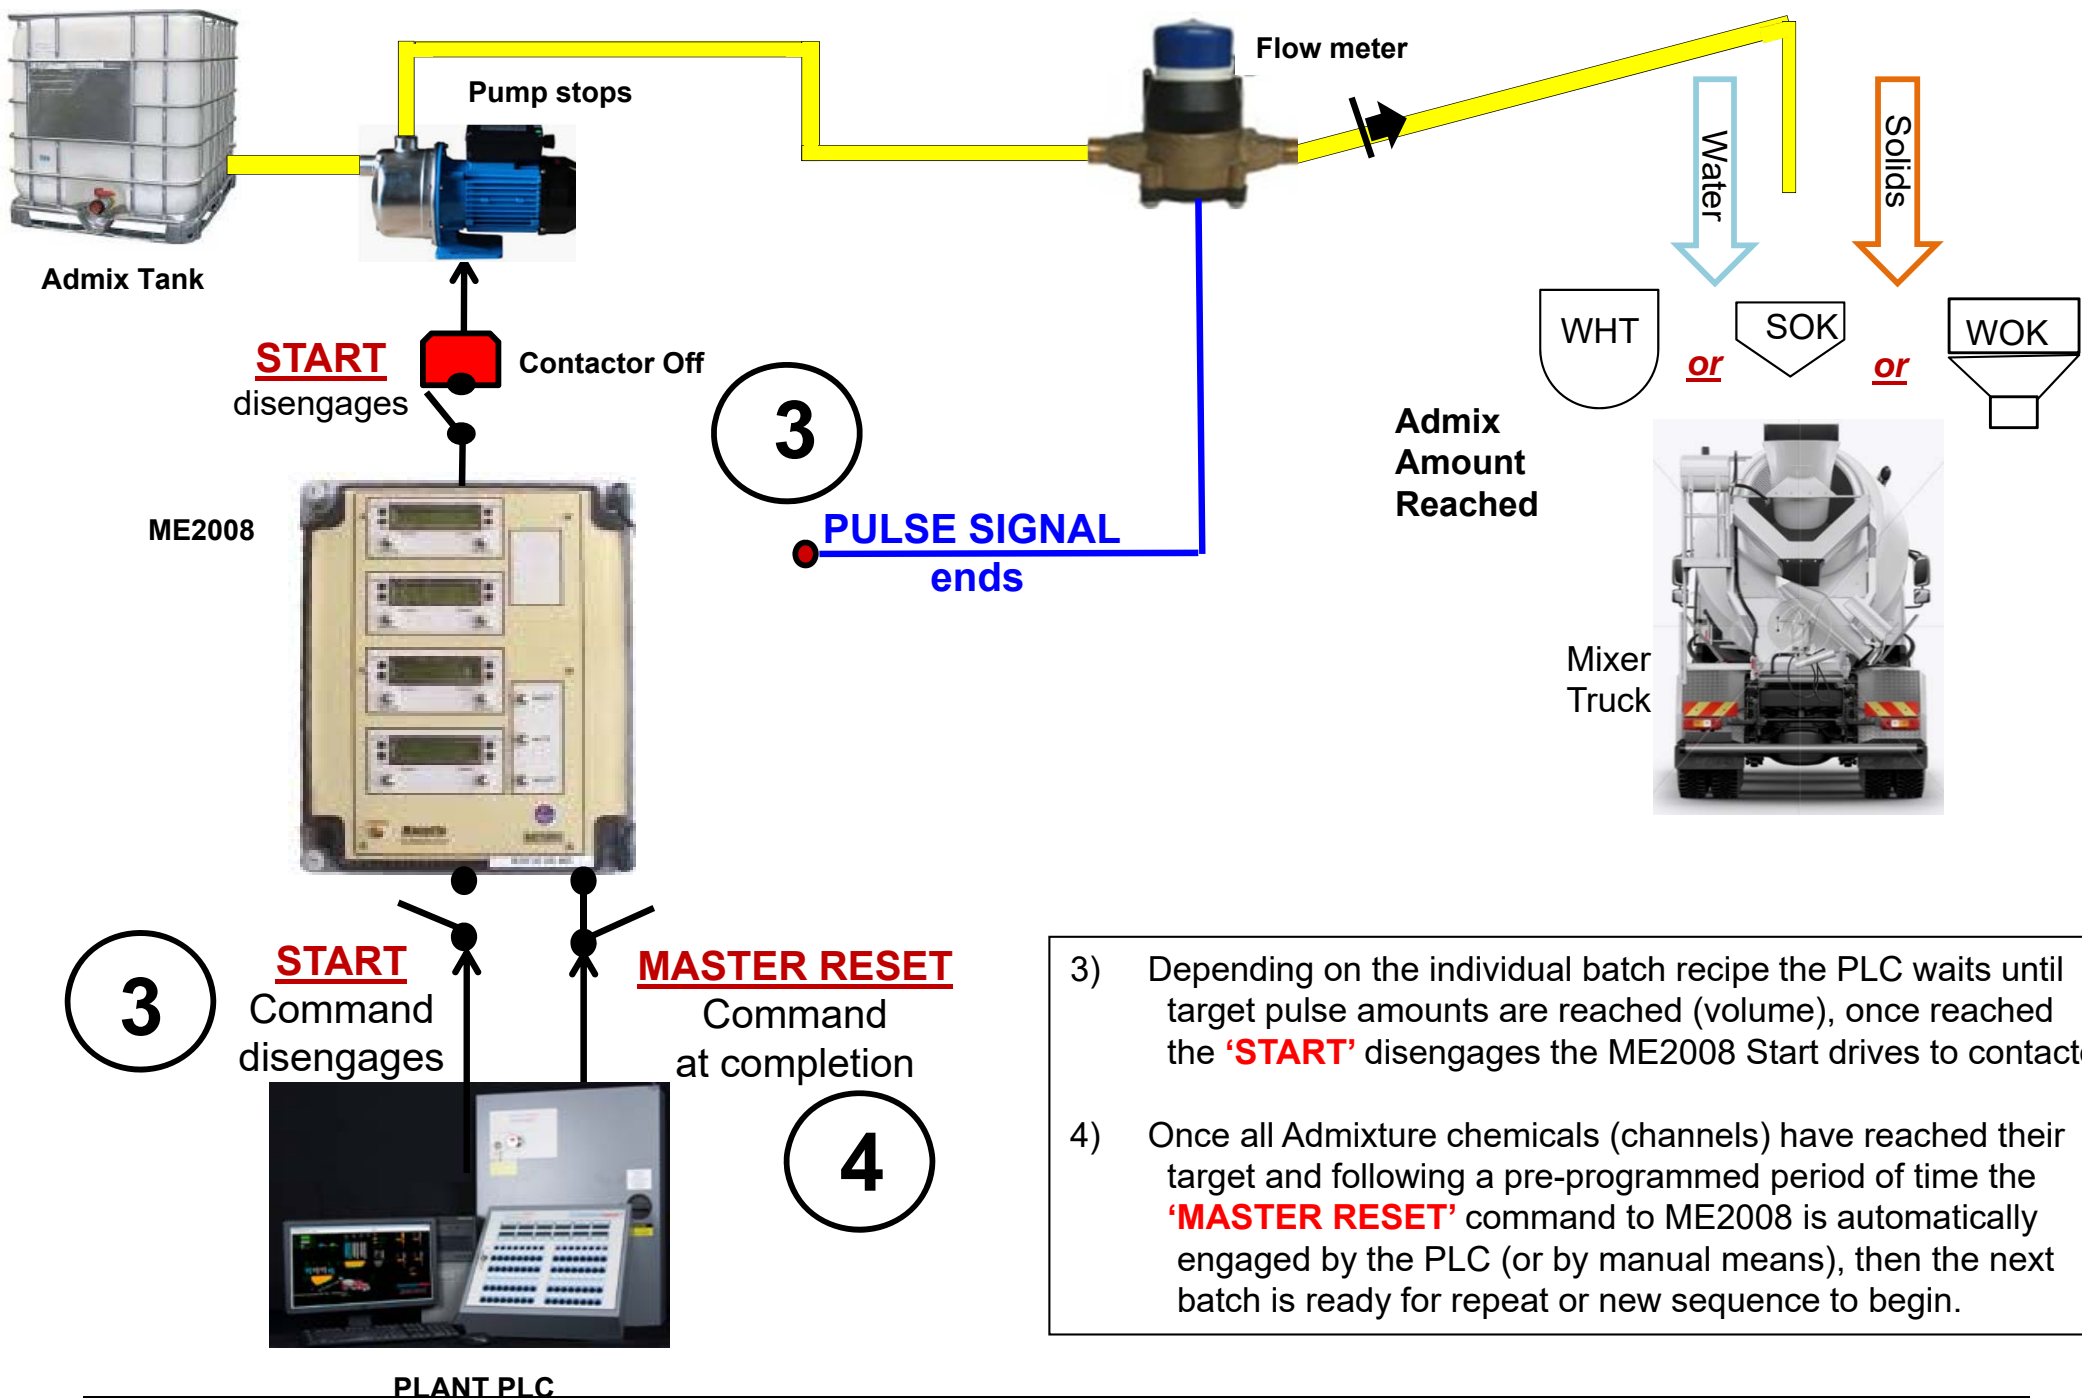 Flow meter
Pump stops
Water
Solids
Admix Tank
WHT
SOK
WOK
or
or
START
disengages
Contactor Off
3
Admix
Amount
Reached
ME2008
PULSE SIGNAL
ends
Mixer
Truck
3
START
Command
disengages
MASTER RESET
Command
at completion
4
3) Depending on the individual batch recipe the PLC waits until
target pulse amounts are reached (volume), once reached
the ‘START’ disengages the ME2008 Start drives to contacto
4) Once all Admixture chemicals (channels) have reached their
target and following a pre-programmed period of time the
‘MASTER RESET’ command to ME2008 is automatically
engaged by the PLC (or by manual means), then the next
batch is ready for repeat or new sequence to begin.
PLANT PLC